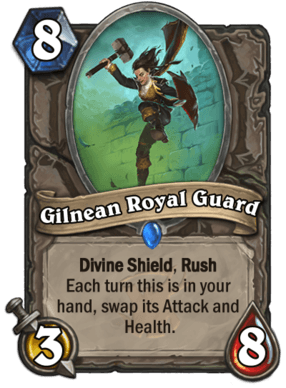 8
Gilnean Royal Guard
Divine Shield, Rush
Each turn this is in your
hand, swap its Attack and
Health.
3
8